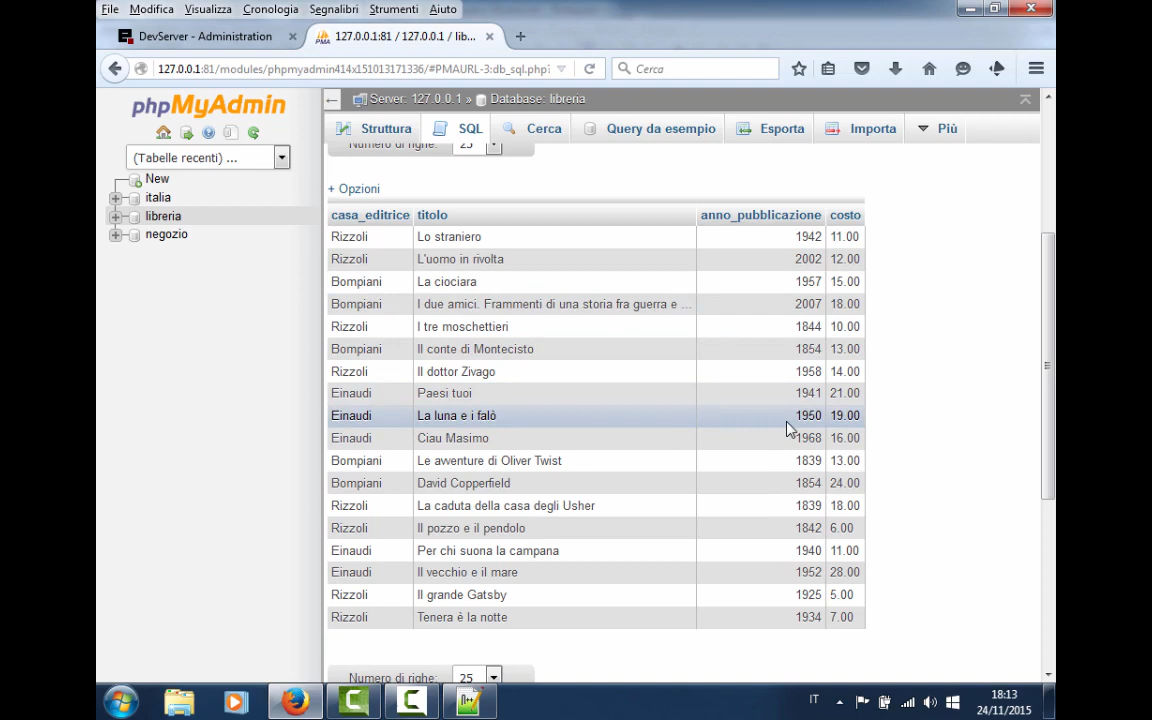 File Modifica Visualizza Cronologia Segnalibri Strumenti Aiuto
DevServer - Administration × 127.0.0.1:81 / 127.0.0.1 / lib... ×
127.0.0.1:81/modules/phpmyadmin414x151013171336/#PMAURL-3:db_sql.php? Cerca
phpMyAdmin
(Tabelle recenti) ...
New
italia
libreria
negozio
Server: 127.0.0.1 » Database: libreria
Struttura SQL Cerca Query da esempio Esporta Importa Più
Numero di righe: 25
+ Opzioni
casa_editrice titolo anno_pubblicazione costo
Rizzoli Lo straniero 1942 11.00
Rizzoli L'uomo in rivolta 2002 12.00
Bompiani La ciociara 1957 15.00
Bompiani I due amici. Frammenti di una storia fra guerra e ... 2007 18.00
Rizzoli I tre moschettieri 1844 10.00
Bompiani Il conte di Montecisto 1854 13.00
Rizzoli Il dottor Zivago 1958 14.00
Einaudi Paesi tuoi 1941 21.00
Einaudi La luna e i falò 1950 19.00
Einaudi Ciau Masimo 1968 16.00
Bompiani Le avventure di Oliver Twist 1839 13.00
Bompiani David Copperfield 1854 24.00
Rizzoli La caduta della casa degli Usher 1839 18.00
Rizzoli Il pozzo e il pendolo 1842 6.00
Einaudi Per chi suona la campana 1940 11.00
Einaudi Il vecchio e il mare 1952 28.00
Rizzoli Il grande Gatsby 1925 5.00
Rizzoli Tenera è la notte 1934 7.00
Numero di righe: 25
IT 18:13
24/11/2015